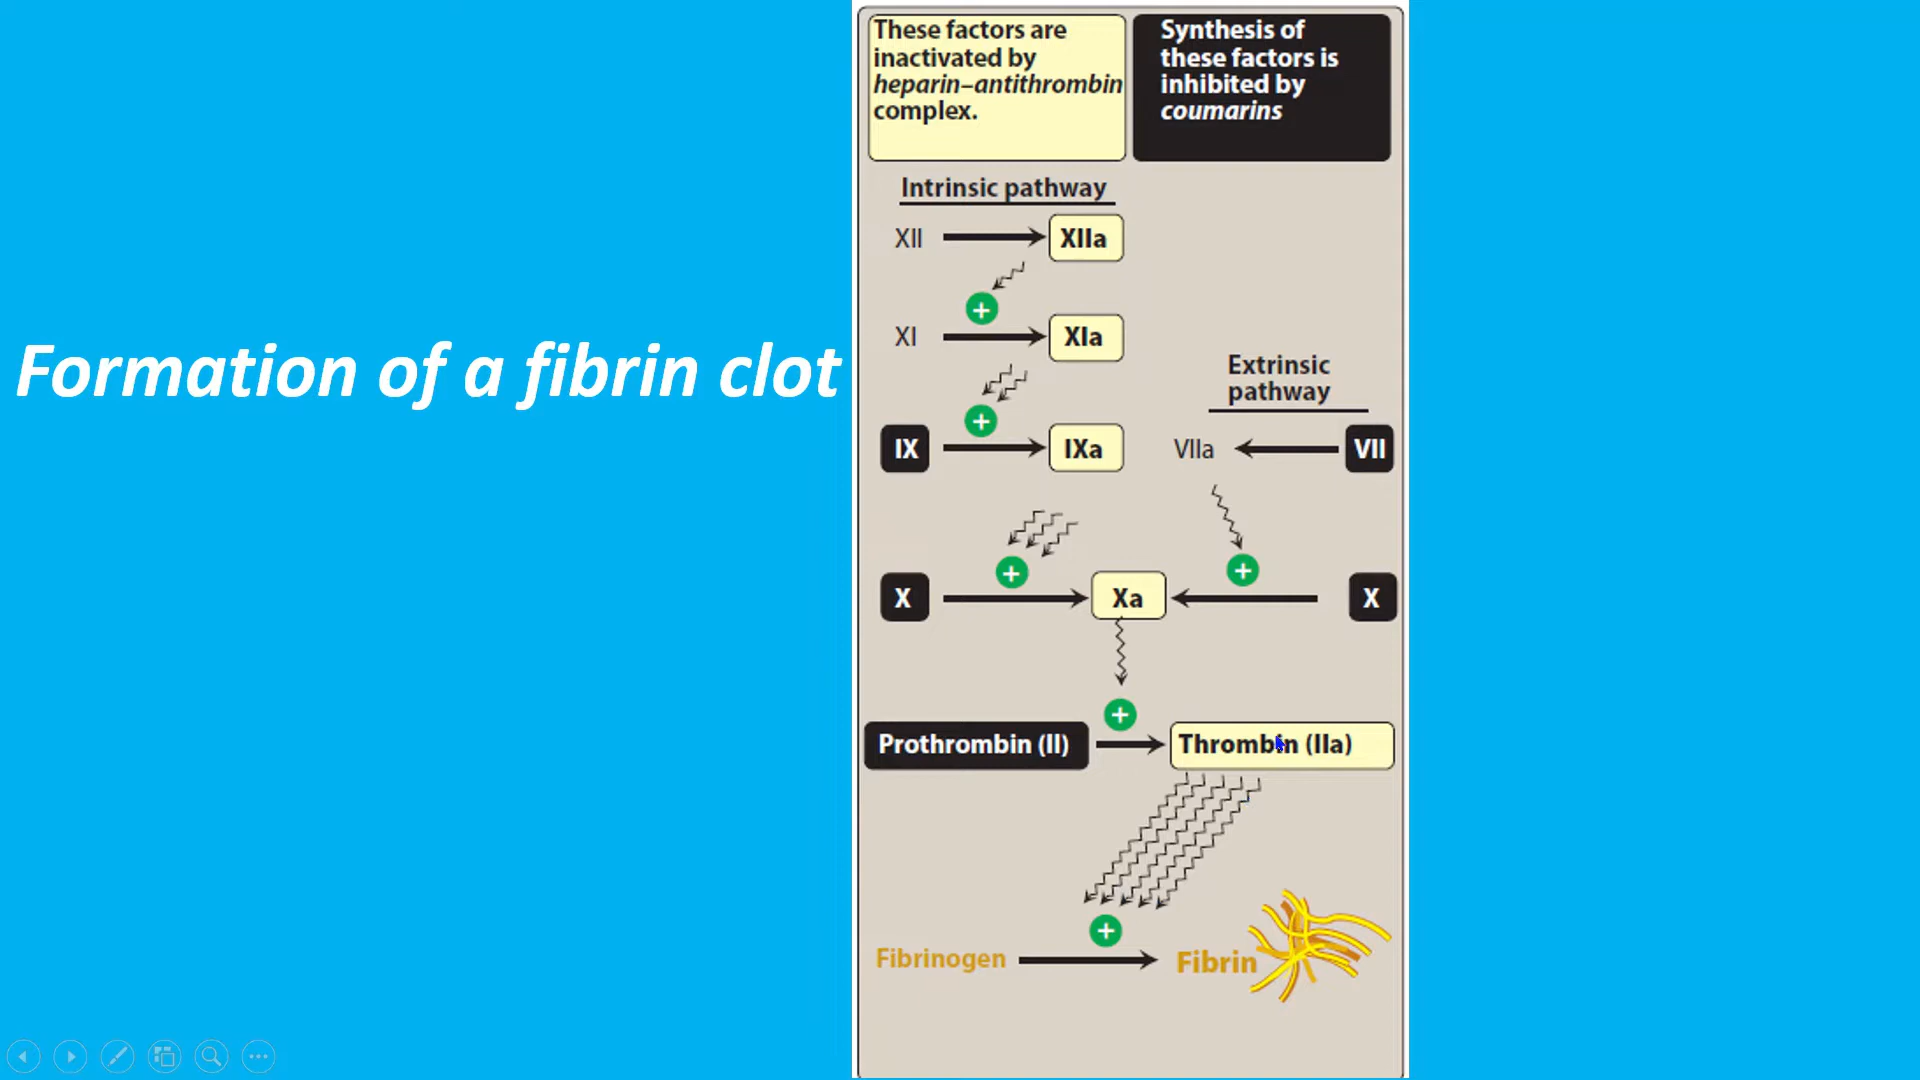 Formation of a fibrin clot
These factors are
inactivated by
heparin–antithrombin
complex.
Synthesis of
these factors is
inhibited by
coumarins
Intrinsic pathway
XII
XIIa
+
XI
XIa
+
Extrinsic
pathway
IX
IXa
VIIa
VII
+
+
X
Xa
X
+
Prothrombin (II)
Thrombin (IIa)
+
Fibrinogen
Fibrin